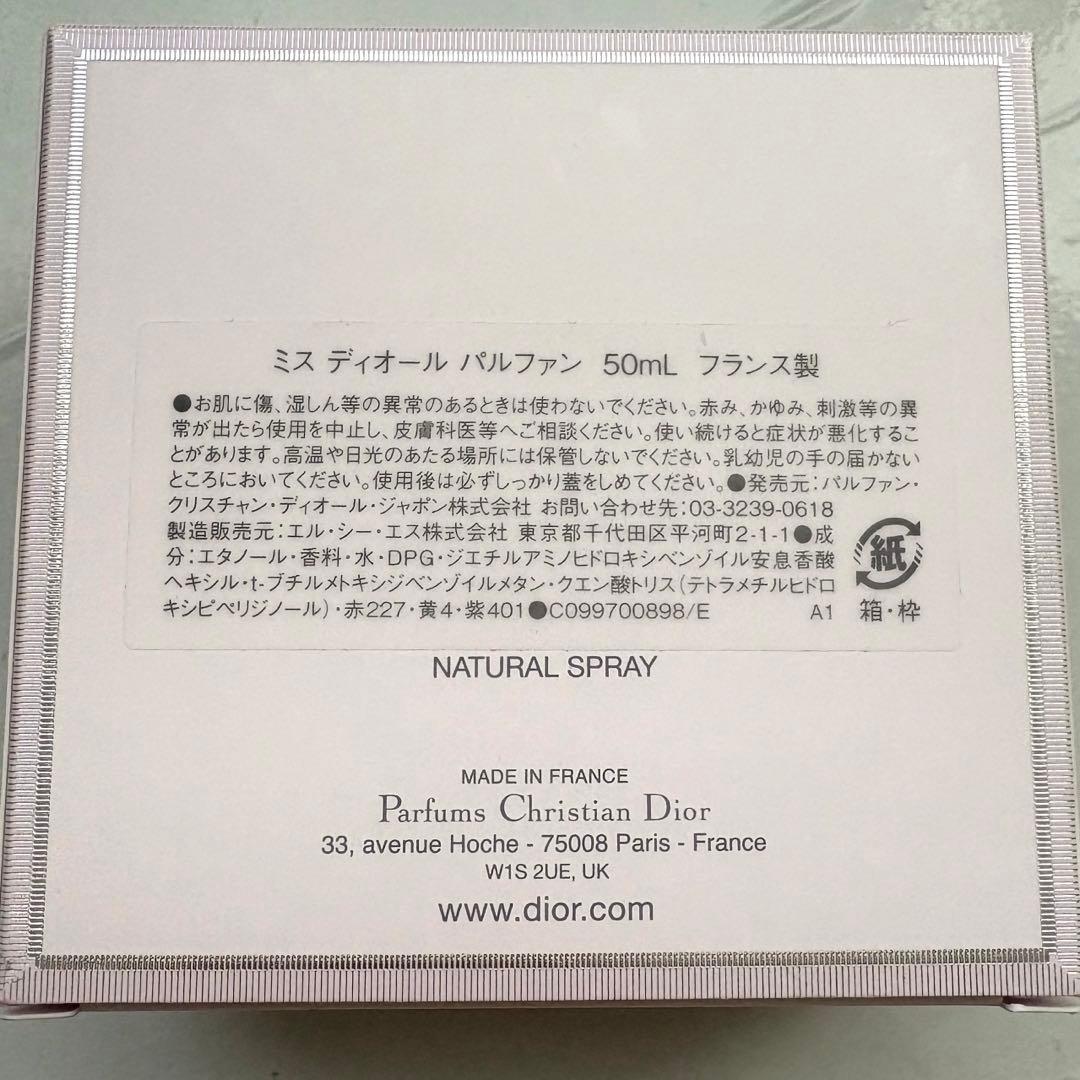 ミス ディオール パルファン 50mL フランス製
●お肌に傷、湿しん等の異常のあるときは使わないでください。赤み、かゆみ、刺激等の異
常が出たら使用を中止し、皮膚科医等へご相談ください。使い続けると症状が悪化するこ
とがあります。高温や日光のあたる場所には保管しないでください。乳幼児の手の届かない
ところにおいてください。使用後は必ずしっかり蓋をしめてください。●発売元:パルファン・
クリスチャン・ディオール・ジャポン株式会社 お問い合わせ先:03-3239-0618
製造販売元:エル・シー・エス株式会社 東京都千代田区平河町2-1-1●成
分:エタノール・香料・水・DPG・ジエチルアミノヒドロキシベンゾイル安息香酸
ヘキシル・t-ブチルメトキシジベンゾイルメタン・クエン酸トリス(テトラメチルヒドロ
キシピペリジノール)・赤227・黄4・紫401●C099700898/E A1
紙
箱・枠
NATURAL SPRAY
MADE IN FRANCE
Parfums Christian Dior
33, avenue Hoche - 75008 Paris - France
W1S 2UE, UK
www.dior.com